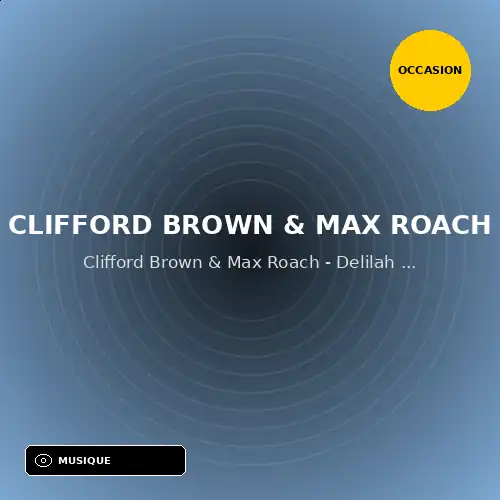 OCCASION
CLIFFORD BROWN & MAX ROACH
Clifford Brown & Max Roach - Delilah ...
MUSIQUE